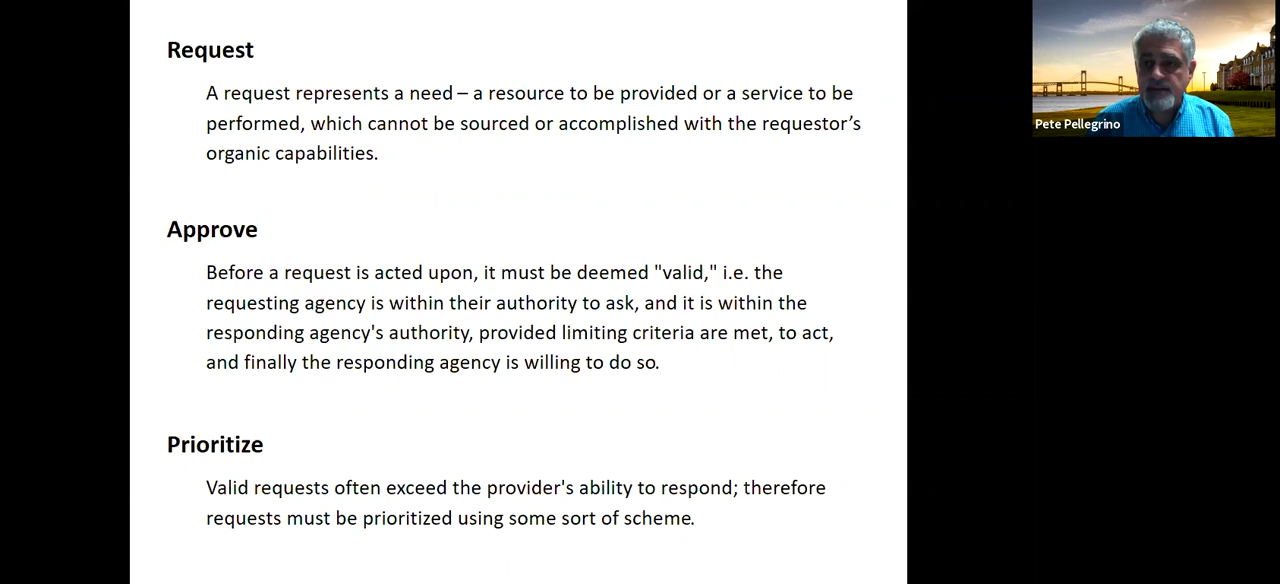 Request
A request represents a need – a resource to be provided or a service to be
performed, which cannot be sourced or accomplished with the requestor’s
organic capabilities.
Approve
Before a request is acted upon, it must be deemed "valid," i.e. the
requesting agency is within their authority to ask, and it is within the
responding agency's authority, provided limiting criteria are met, to act,
and finally the responding agency is willing to do so.
Prioritize
Valid requests often exceed the provider's ability to respond; therefore
requests must be prioritized using some sort of scheme.
Pete Pellegrino